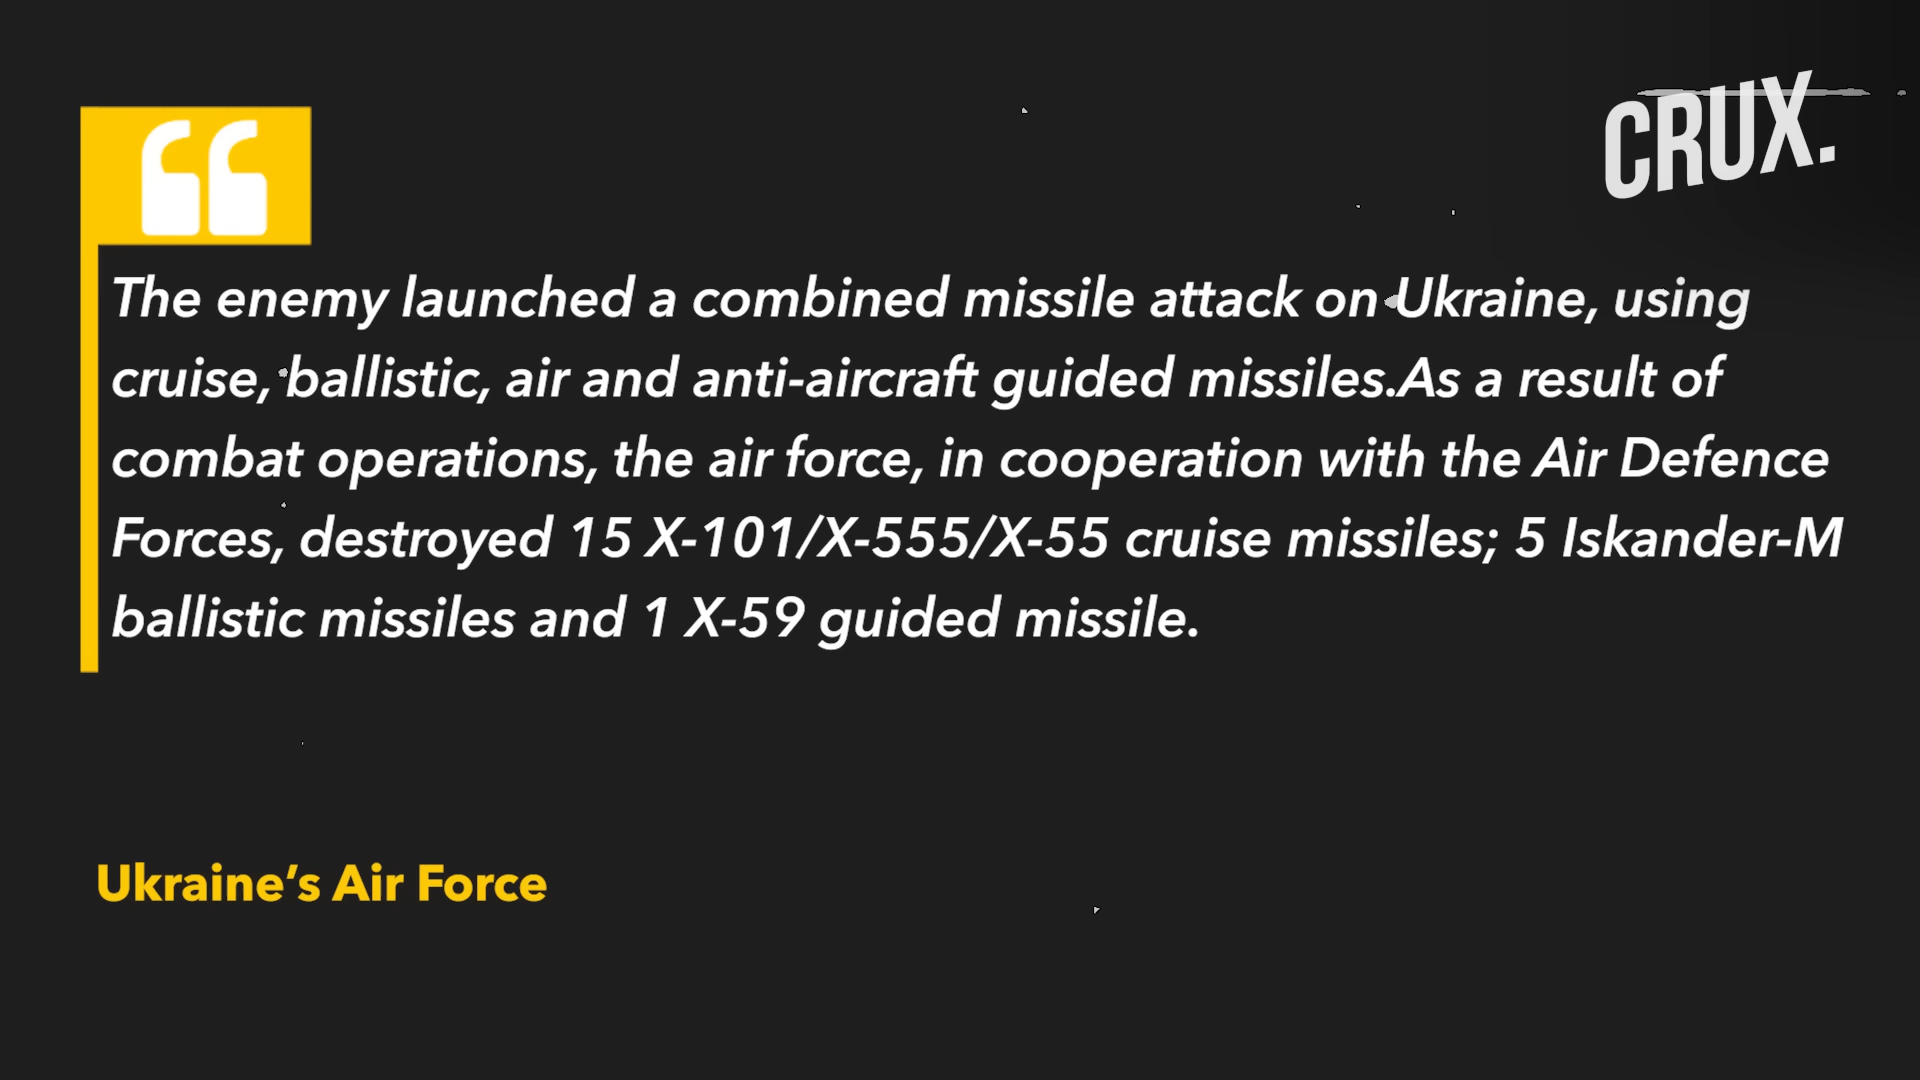 CRUX.
The enemy launched a combined missile attack on Ukraine, using
cruise, ballistic, air and anti-aircraft guided missiles.As a result of
combat operations, the air force, in cooperation with the Air Defence
Forces, destroyed 15 X-101/X-555/X-55 cruise missiles; 5 Iskander-M
ballistic missiles and 1 X-59 guided missile.
Ukraine’s Air Force